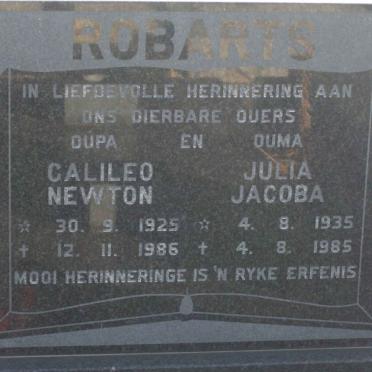 ROBARTS
IN LIEFDEVOLLE HERINNERING AAN
ONS DIERBARE OUERS
OUPA EN OUMA
GALILEO JULIA
NEWTON JACOBA
☆ 30. 9. 1925 ☆ 4. 8. 1935
✝ 12. 11. 1986 ✝ 4. 8. 1985
MOOI HERINNERINGE IS 'N RYKE ERFENIS